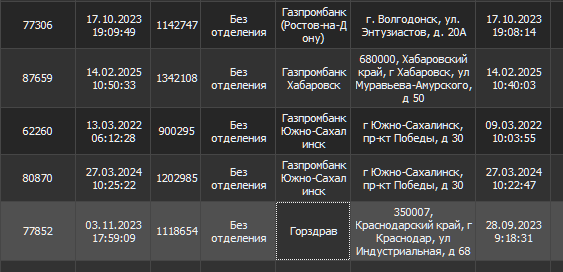 77306
17.10.2023
19:09:49
1142747
Без
отделения
Газпромбанк
(Ростов-на-Д
ону)
г. Волгодонск, ул.
Энтузиастов, д. 20А
17.10.2023
19:08:14
87659
14.02.2025
10:50:33
1342108
Без
отделения
Газпромбанк
Хабаровск
680000, Хабаровский
край, г Хабаровск, ул
Муравьева-Амурского,
д 50
14.02.2025
10:40:03
62260
13.03.2022
06:12:28
900295
Без
отделения
Газпромбанк
Южно-Сахал
инск
г Южно-Сахалинск,
пр-кт Победы, д 30
09.03.2022
10:03:55
80870
27.03.2024
10:25:22
1202985
Без
отделения
Газпромбанк
Южно-Сахал
инск
г Южно-Сахалинск,
пр-кт Победы, д 30
27.03.2024
10:22:47
77852
03.11.2023
17:59:09
1118654
Без
отделения
Горздрав
350007,
Краснодарский край, г
Краснодар, ул
Индустриальная, д 68
28.09.2023
9:18:31